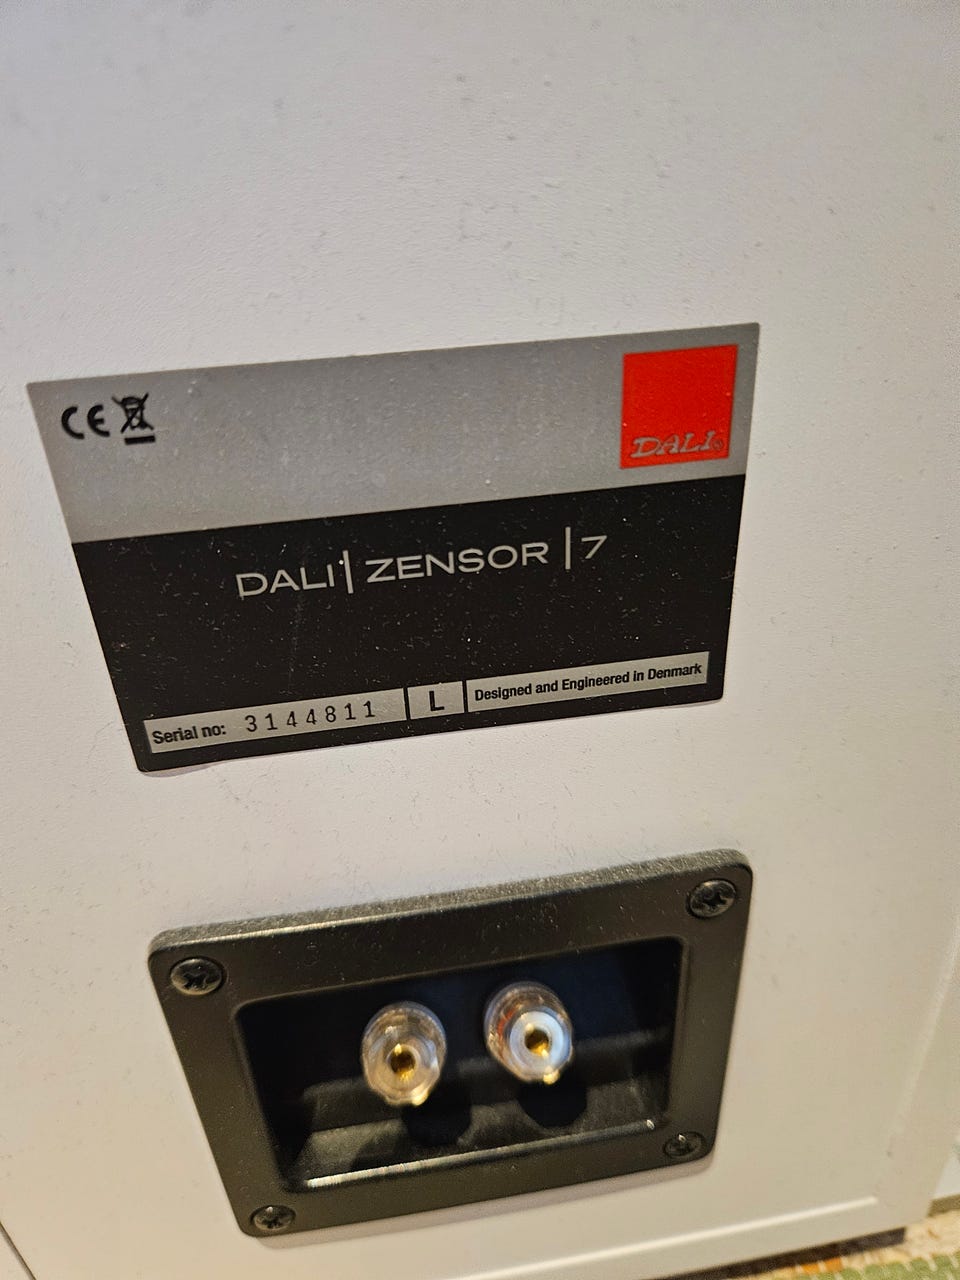 CE
DALI
DALI | ZENSOR | 7
Serial no: 3144811 L Designed and Engineered in Denmark